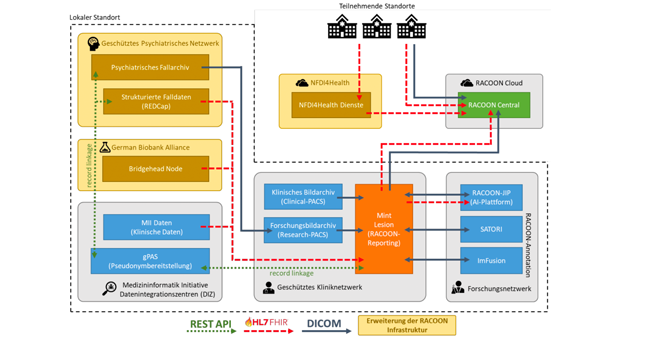 Teilnehmende Standorte
Lokaler Standort
Geschütztes Psychiatrisches Netzwerk
Psychiatrisches Fallarchiv
Strukturierte Falldaten
(REDCap)
German Biobank Alliance
Bridgehead Node
record linkage
MII Daten
(Klinische Daten)
gPAS
(Pseudonymbereitstellung)
Medizininformatik Initiative
Datenintegrationszentren (DIZ)
NFDI4Health
NFDI4Health Dienste
RACOON Cloud
RACOON Central
Klinisches Bildarchiv
(Clinical-PACS)
Forschungsbildarchiv
(Research-PACS)
Mint
Lesion
(RACOON-
Reporting)
record linkage
Geschütztes Kliniknetzwerk
RACOON-JIP
(AI-Plattform)
SATORI
ImFusion
RACOON-Annotation
Forschungsnetzwerk
REST API
HL7 FHIR
DICOM
Erweiterung der RACOON
Infrastruktur